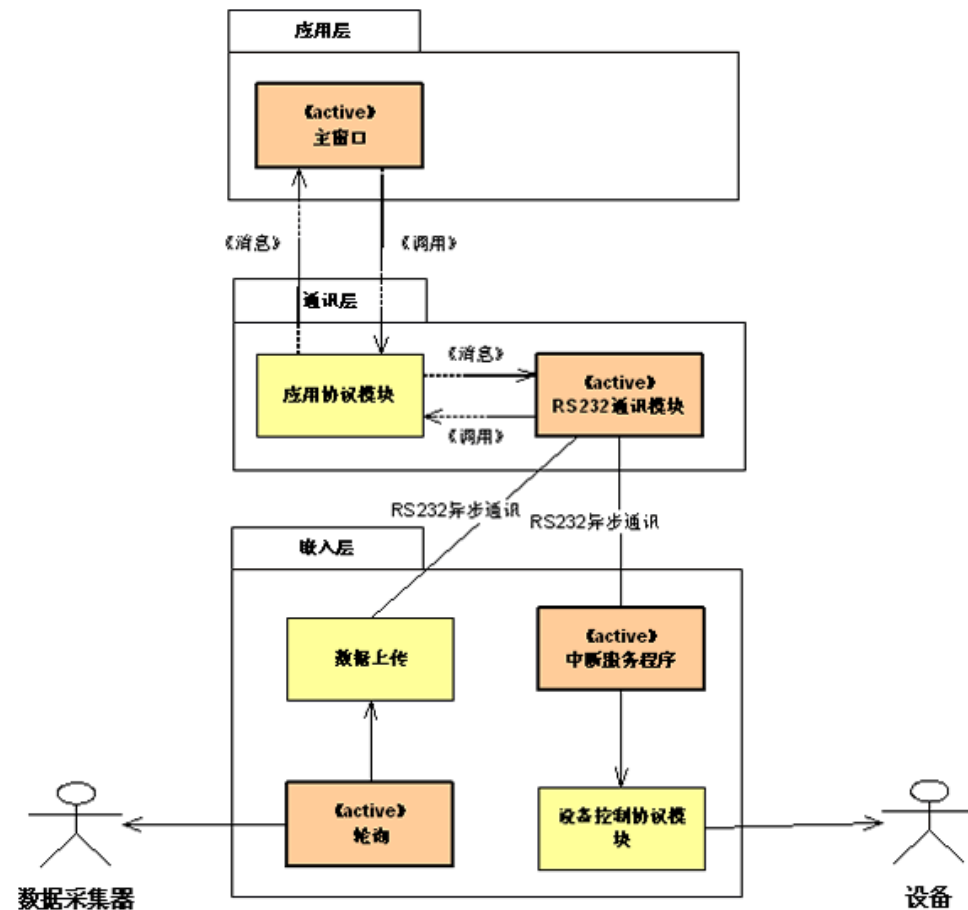 应用层
《active》
主窗口
《消息》
《调用》
通讯层
应用协议模块
《消息》
《调用》
《active》
RS232通讯模块
RS232异步通讯
RS232异步通讯
嵌入层
数据上传
《active》
中断服务程序
《active》
轮询
设备控制协议模
块
数据采集器
设备